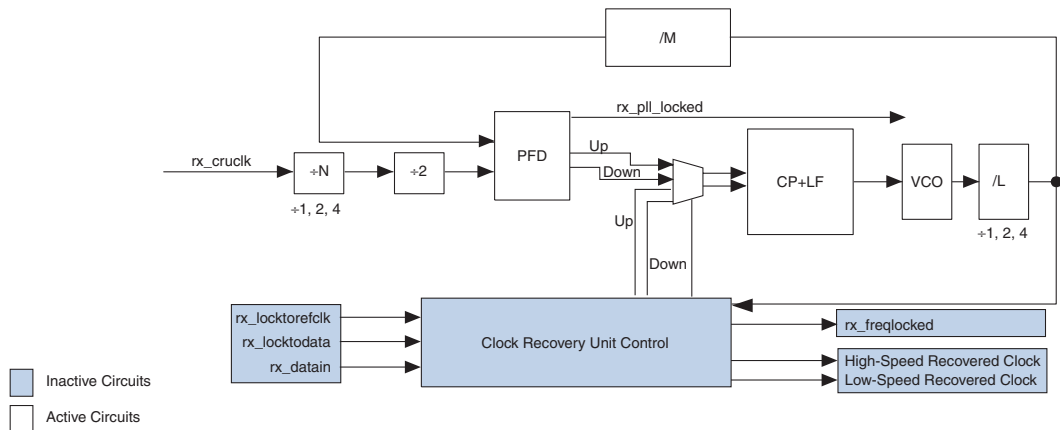 /M
rx_pll_locked
rx_cruclk
÷N
÷1, 2, 4
÷2
PFD
Up
Down
Up
Down
CP+LF
VCO
/L
÷1, 2, 4
rx_locktorefclk
rx_locktodata
rx_datain
Clock Recovery Unit Control
rx_freqlocked
High-Speed Recovered Clock
Low-Speed Recovered Clock
Inactive Circuits
Active Circuits